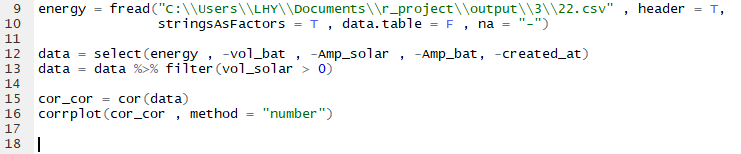 9 energy = fread("C:\\Users\\LHY\\Documents\\r_project\\output\\3\\22.csv" , header = T,
10 stringsAsFactors = T , data.table = F , na = "-")
11
12 data = select(energy , -vol_bat , -Amp_solar , -Amp_bat, -created_at)
13 data = data %>% filter(vol_solar > 0)
14
15 cor_cor = cor(data)
16 corrplot(cor_cor , method = "number")
17
18